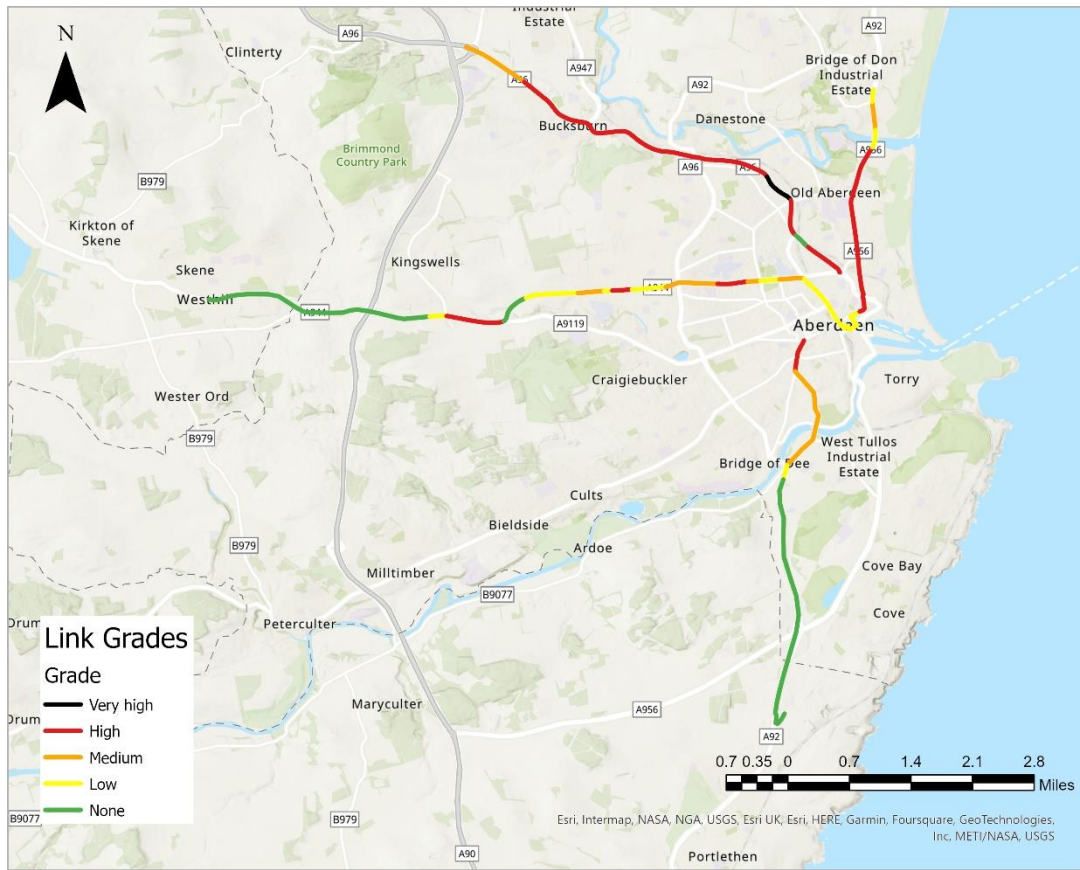 Industrial
Estate
A92
N
A96
Clinterty
A947
Bridge of Don
Industrial
Estate
A96
A92
Danestone
Bucksburn
Brimmond
Country Park
A956
A96
A96
B979
Old Aberdeen
Kirkton of
Skene
A956
Skene
Kingswells
Westhill
A944
A944
A9119
Aberdeen
Craigiebuckler
Torry
Wester Ord
B979
West Tullos
Industrial
Estate
Bridge of Dee
Cults
Bieldside
Ardoe
B979
Milltimber
Cove Bay
B9077
Cove
Drum
Peterculter
Link Grades
Grade
Very high
High
Medium
Low
None
Maryculter
A956
Drum
A92
0.7 0.35 0 0.7 1.4 2.1 2.8
Miles
B9077
B979
Esri, Intermap, NASA, NGA, USGS, Esri UK, Esri, HERE, Garmin, Foursquare, GeoTechnologies,
Inc, METI/NASA, USGS
A90
Portlethen